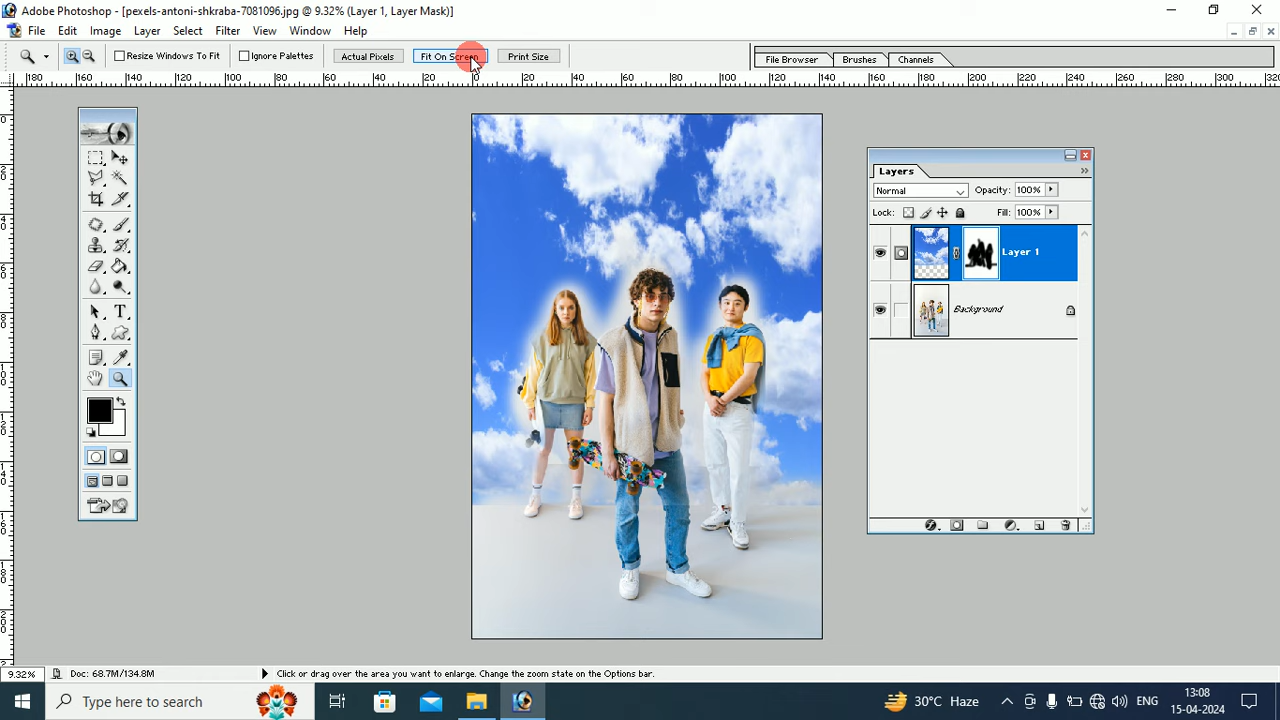 Adobe Photoshop - [pexels-antoni-shkraba-7081096.jpg @ 9.32% (Layer 1, Layer Mask)]
File Edit Image Layer Select Filter View Window Help
Resize Windows To Fit Ignore Palettes Actual Pixels Fit On Screen Print Size File Browser Brushes Channels
Layers
Normal Opacity: 100%
Lock: Fill: 100%
Layer 1
Background
9.32% Doc: 68.7M/134.8M Click or drag over the area you want to enlarge. Change the zoom state on the Options bar.
Type here to search 30°C Haze ENG 13:08
15-04-2024